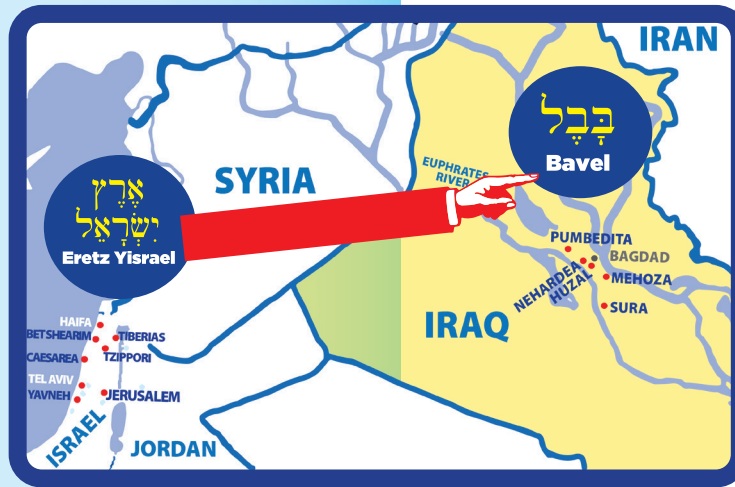 IRAN
בָּבֶל
Bavel
EUPHRATES
RIVER
אֶרֶץ
יִשְׂרָאֵל
Eretz Yisrael
SYRIA
PUMBEDITA
BAGDAD
NEHARDEA
HUZAL
MEHOZA
SURA
IRAQ
HAIFA
BETSHEARIM
TIBERIAS
CAESAREA
TZIPPORI
TEL AVIV
YAVNEH
JERUSALEM
ISRAEL
JORDAN